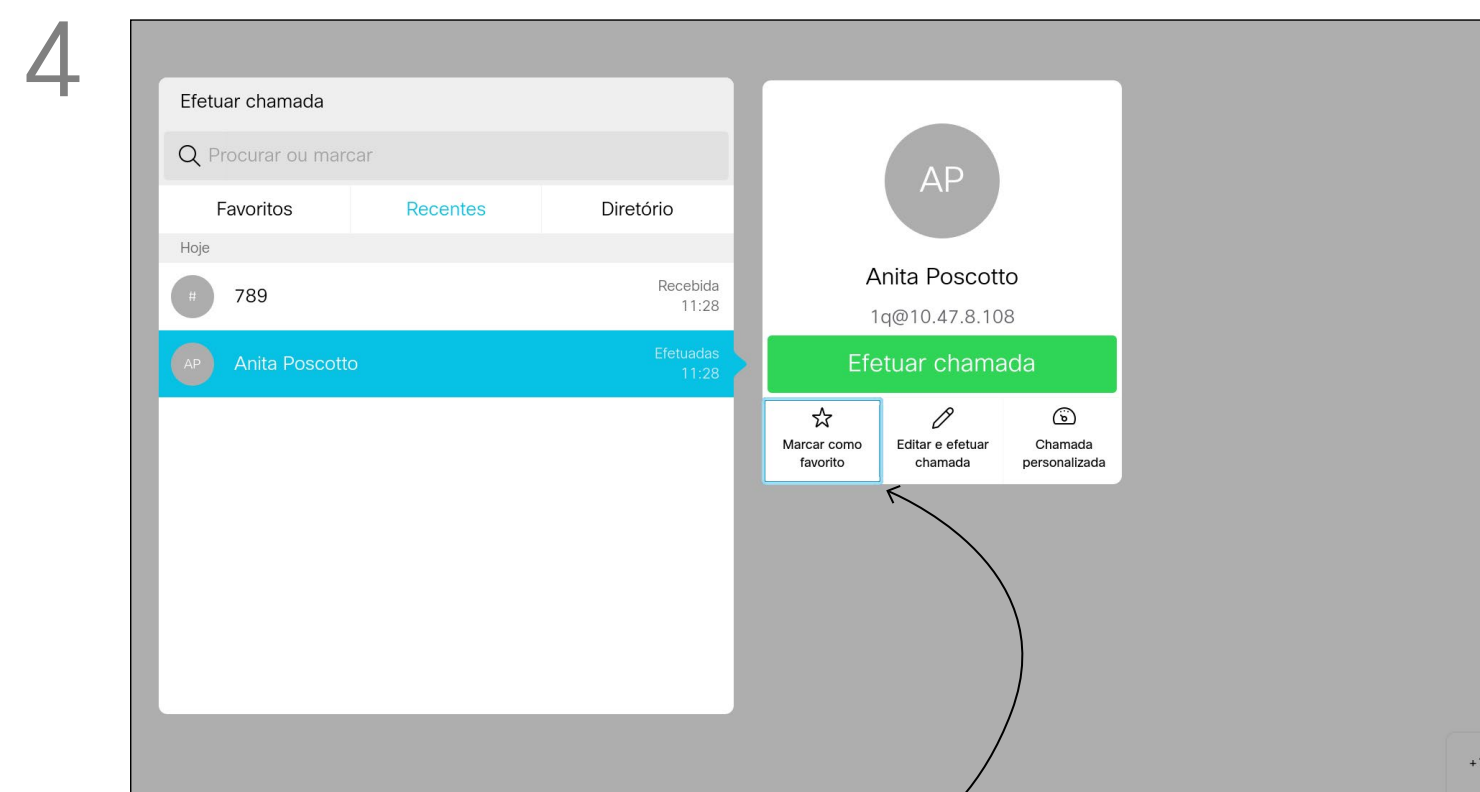 4
Efetuar chamada
Procurar ou marcar
Favoritos Recentes Diretório
Hoje
# 789 Recebida
11:28
AP Anita Poscotto Efetuadas
11:28
AP
Anita Poscotto
1q@10.47.8.108
Efetuar chamada
Marcar como
favorito
Editar e efetuar
chamada
Chamada
personalizada